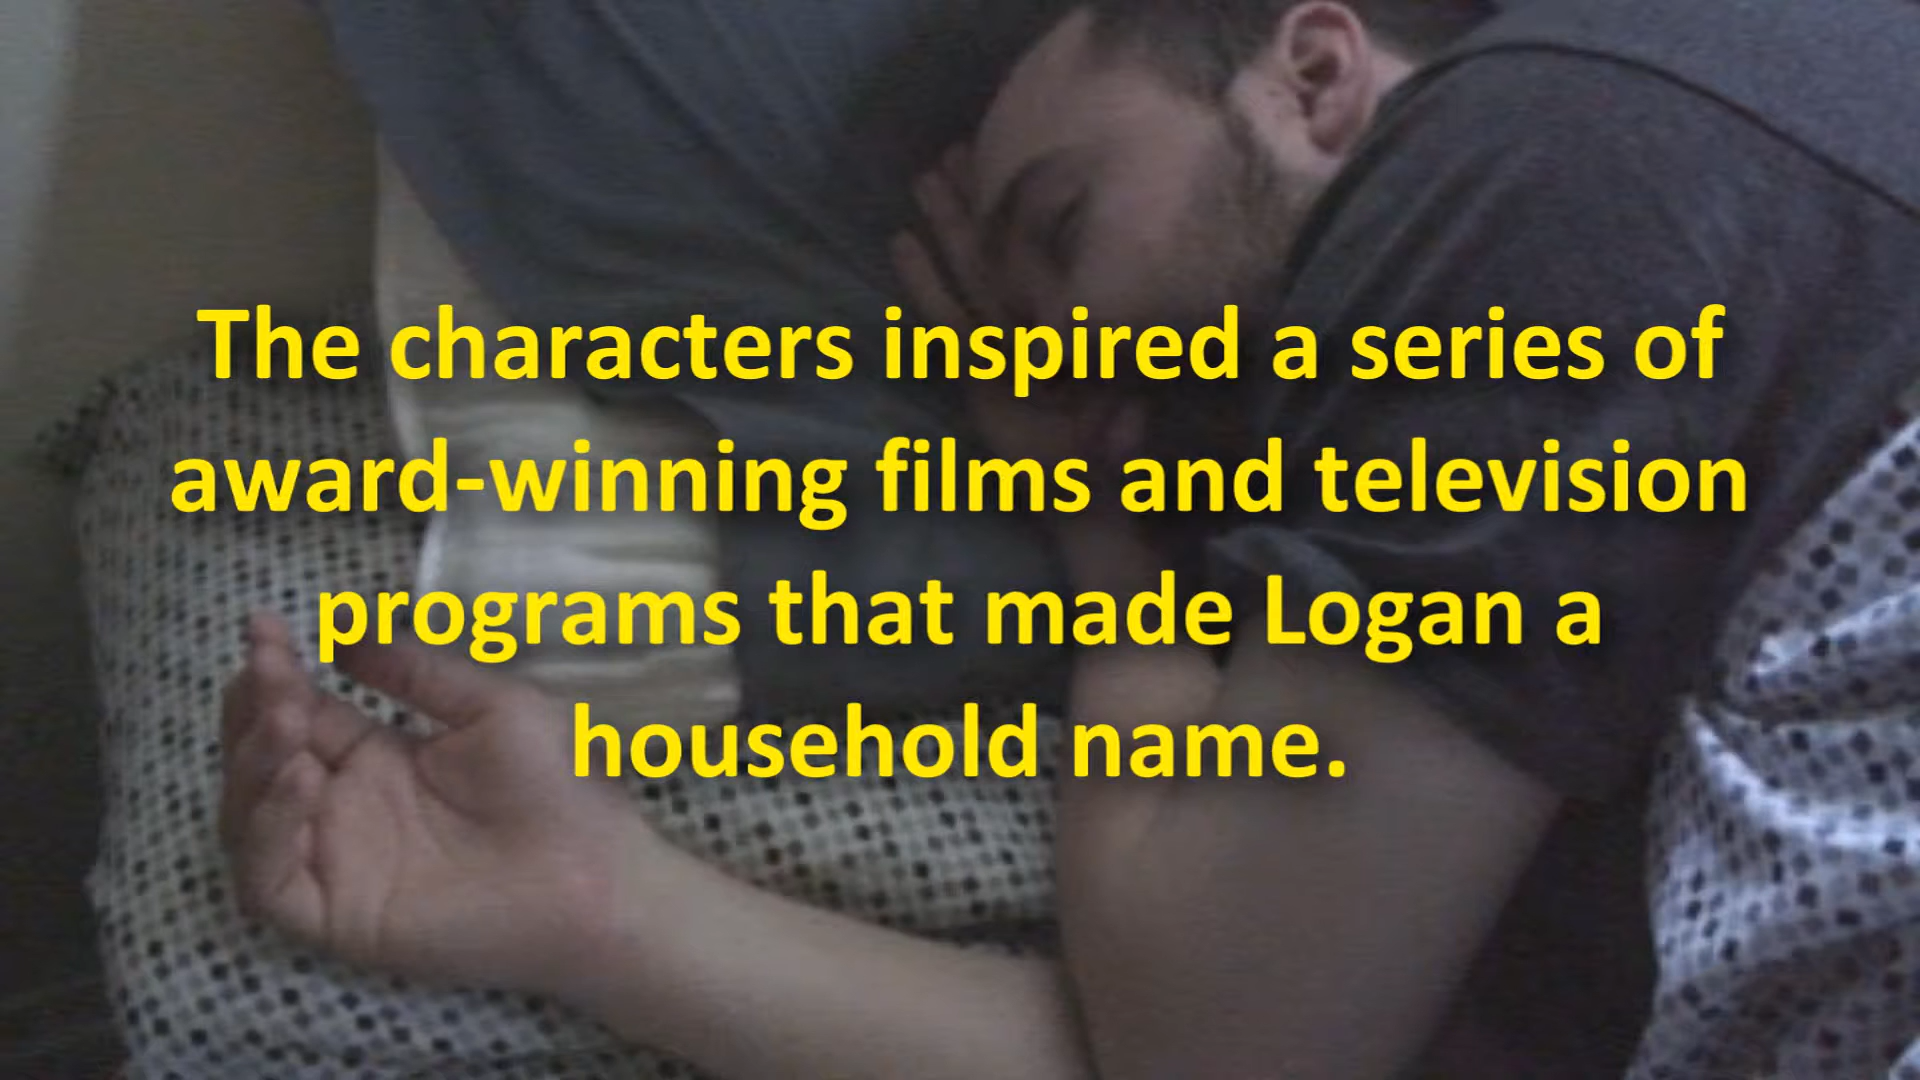 The characters inspired a series of
award-winning films and television
programs that made Logan a
household name.